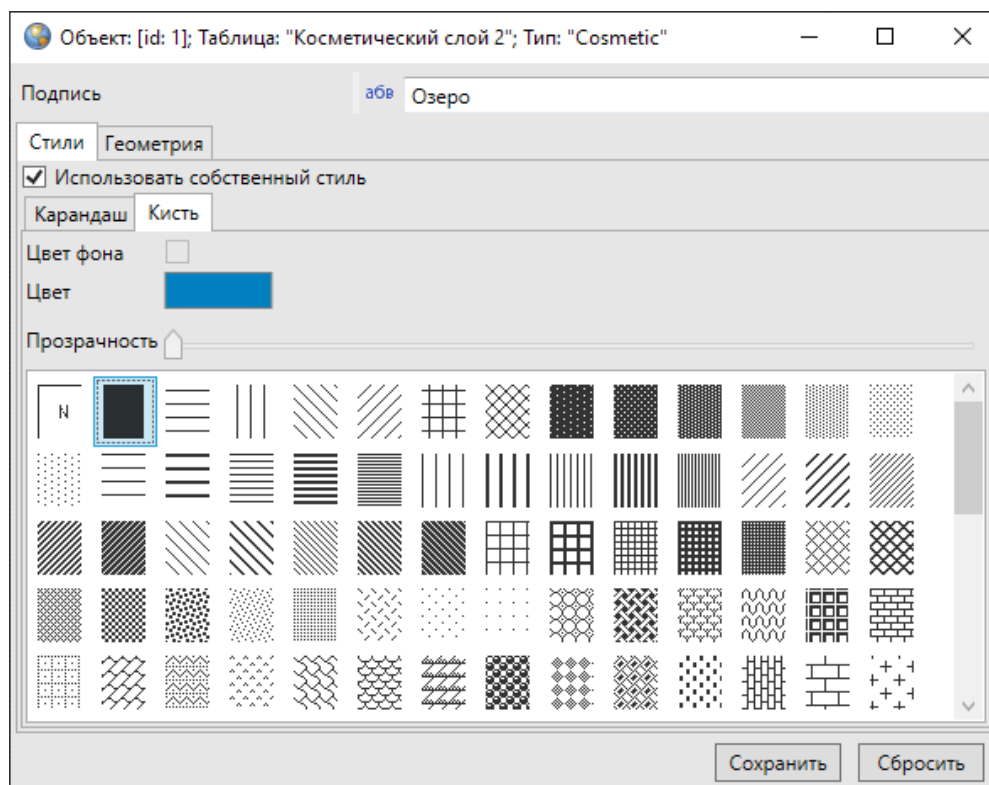 Объект: [id: 1]; Таблица: "Косметический слой 2"; Тип: "Cosmetic"
Подпись абв Озеро
Стили Геометрия
Использовать собственный стиль
Карандаш Кисть
Цвет фона
Цвет
Прозрачность
N
Сохранить Сбросить